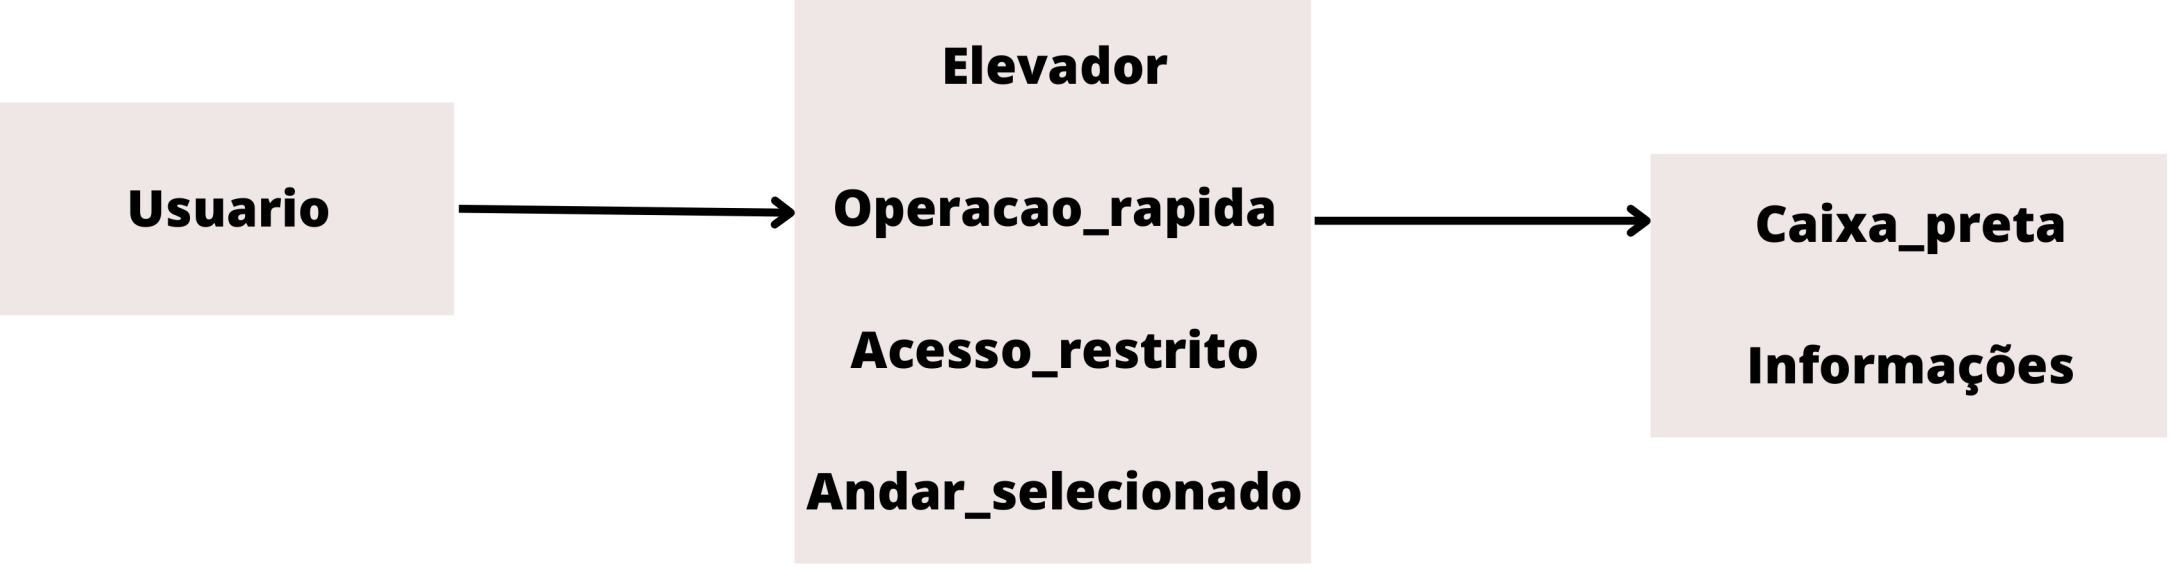 Usuario
Elevador
Operacao_rapida
Acesso_restrito
Andar_selecionado
Caixa_preta
Informações